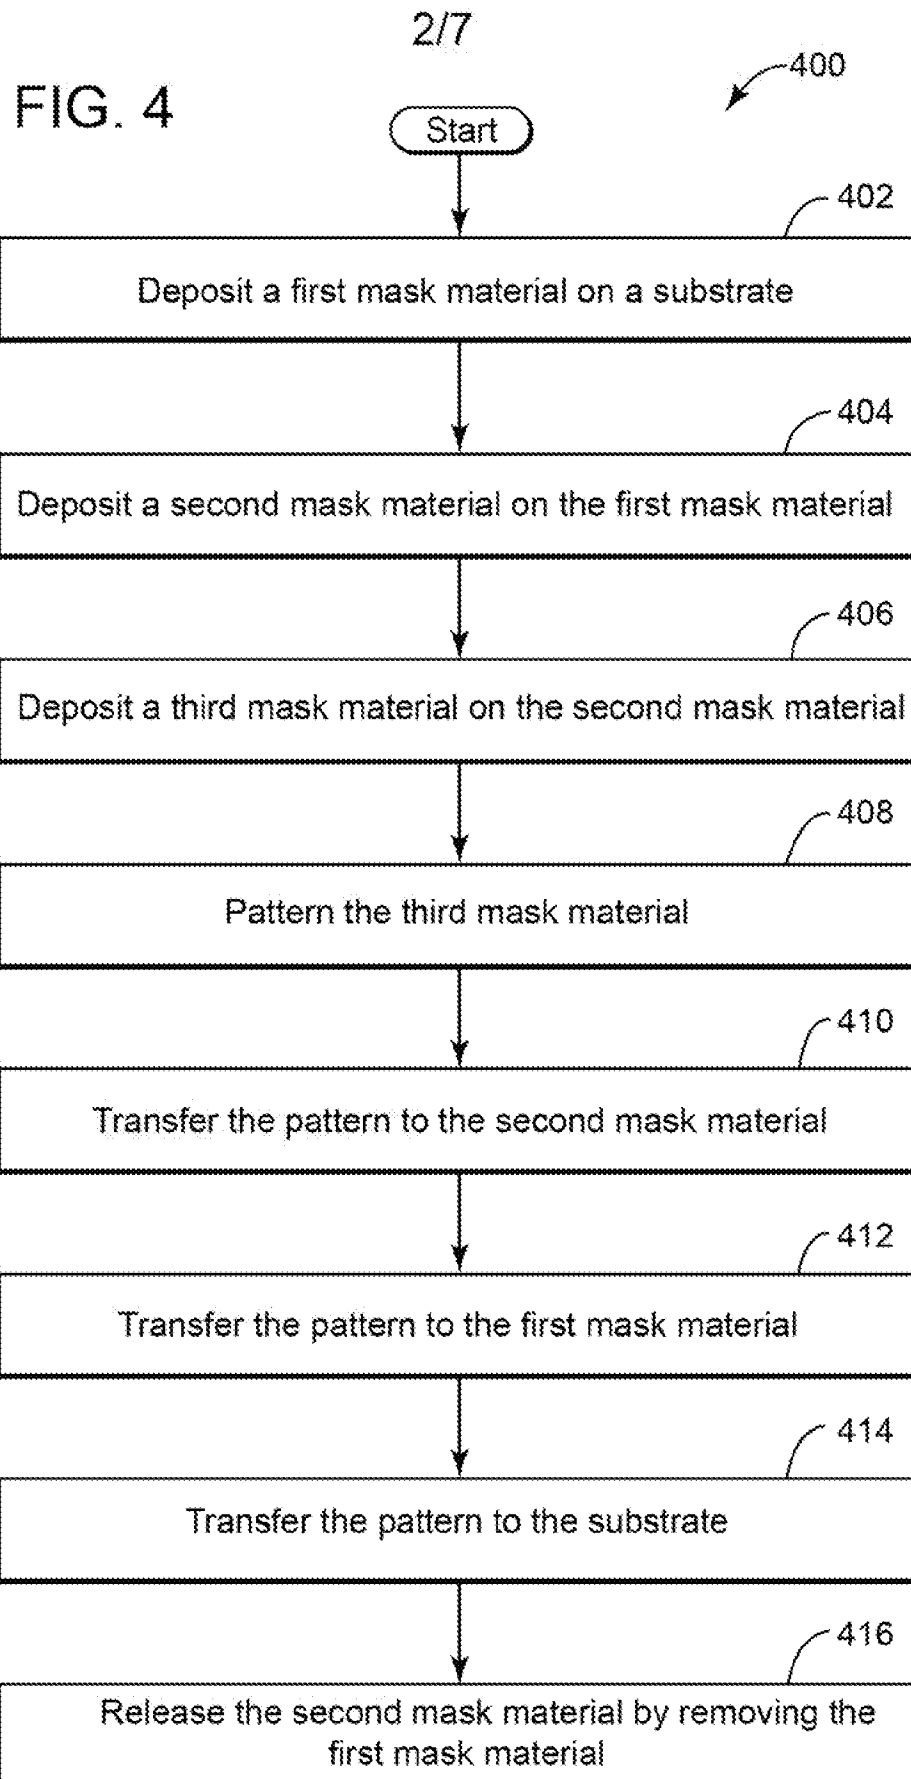 2/7
FIG. 4
400
Start
402
Deposit a first mask material on a substrate
404
Deposit a second mask material on the first mask material
406
Deposit a third mask material on the second mask material
408
Pattern the third mask material
410
Transfer the pattern to the second mask material
412
Transfer the pattern to the first mask material
414
Transfer the pattern to the substrate
416
Release the second mask material by removing the
first mask material